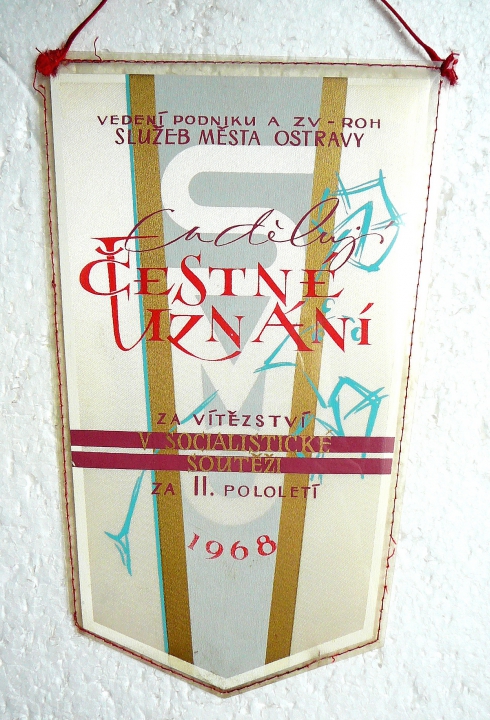 VEDENÍ PODNIKU A ZV-ROH
SLUŽEB MĚSTA OSTRAVY
udělují
ČESTNÉ
UZNÁNÍ
ZA VÍTĚZSTVÍ
V SOCIALISTICKÉ
SOUTĚŽI
ZA II. POLOLETÍ
1968